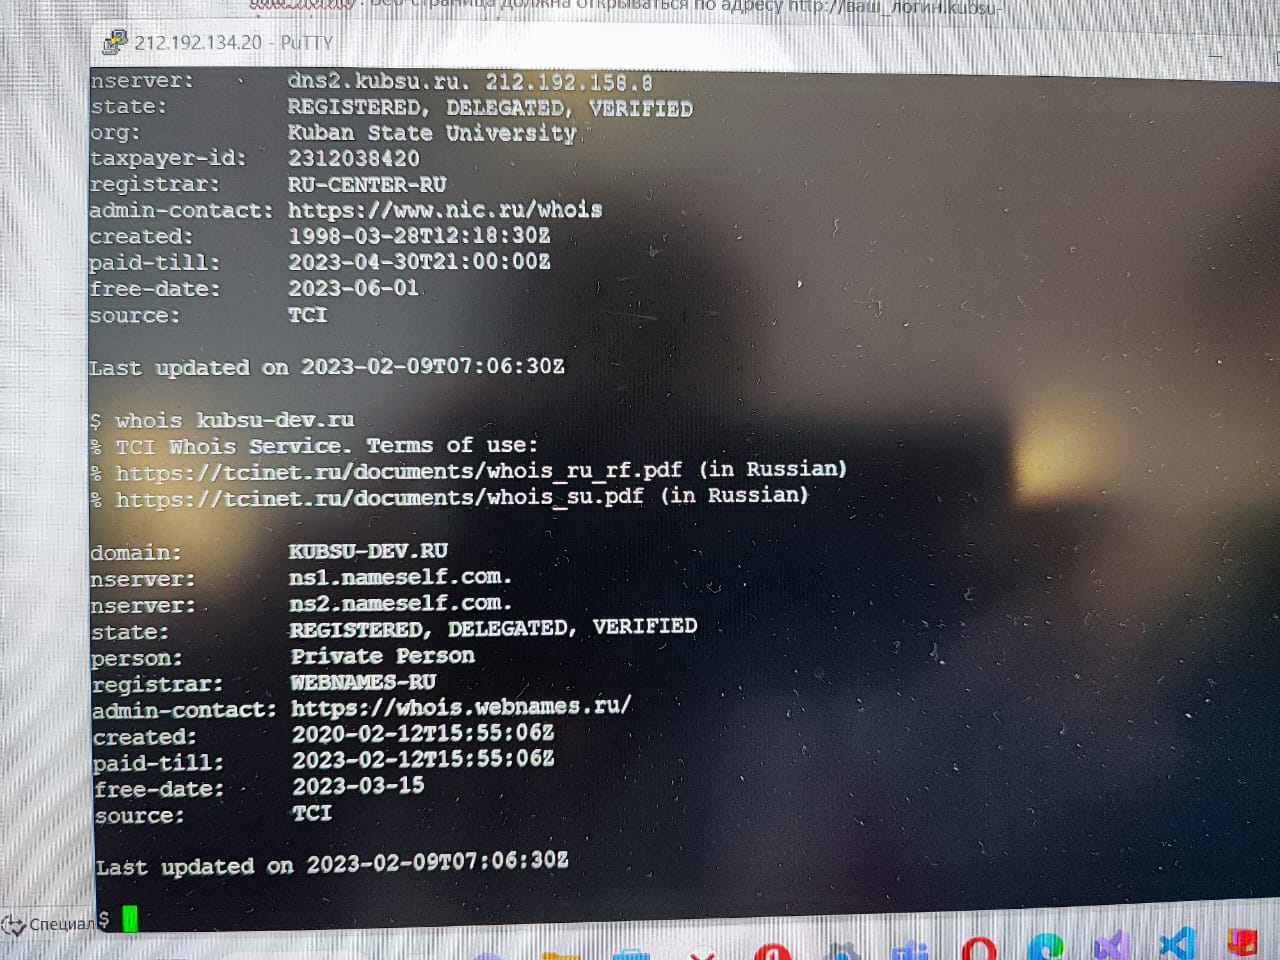 Веб-страница должна открываться по адресу http://ваш_логин.kubsu-
212.192.134.20 - PuTTY
nserver: dns2.kubsu.ru. 212.192.158.8
state: REGISTERED, DELEGATED, VERIFIED
org: Kuban State University
taxpayer-id: 2312038420
registrar: RU-CENTER-RU
admin-contact: https://www.nic.ru/whois
created: 1998-03-28T12:18:30Z
paid-till: 2023-04-30T21:00:00Z
free-date: 2023-06-01
source: TCI
Last updated on 2023-02-09T07:06:30Z
$ whois kubsu-dev.ru
% TCI Whois Service. Terms of use:
% https://tcinet.ru/documents/whois_ru_rf.pdf (in Russian)
% https://tcinet.ru/documents/whois_su.pdf (in Russian)
domain: KUBSU-DEV.RU
nserver: ns1.nameself.com.
nserver: ns2.nameself.com.
state: REGISTERED, DELEGATED, VERIFIED
person: Private Person
registrar: WEBNAMES-RU
admin-contact: https://whois.webnames.ru/
created: 2020-02-12T15:55:06Z
paid-till: 2023-02-12T15:55:06Z
free-date: 2023-03-15
source: TCI
Last updated on 2023-02-09T07:06:30Z
$
Специал